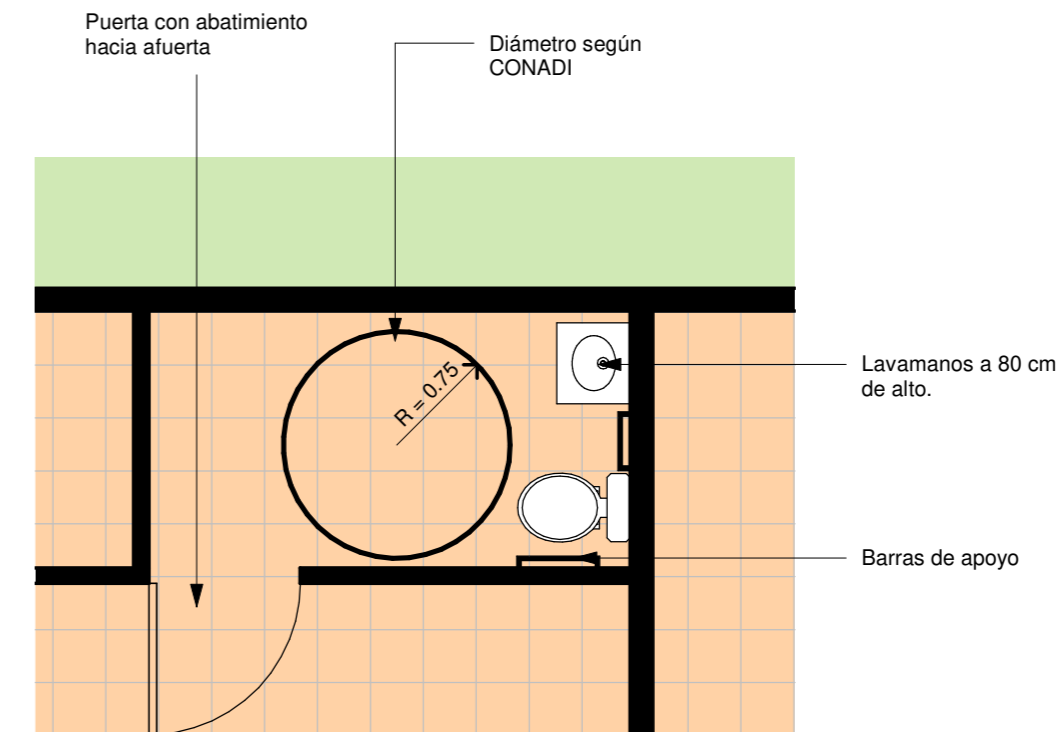 Puerta con abatimiento
hacia afuerta
Diámetro según
CONADI
R = 0.75
Lavamanos a 80 cm
de alto.
Barras de apoyo